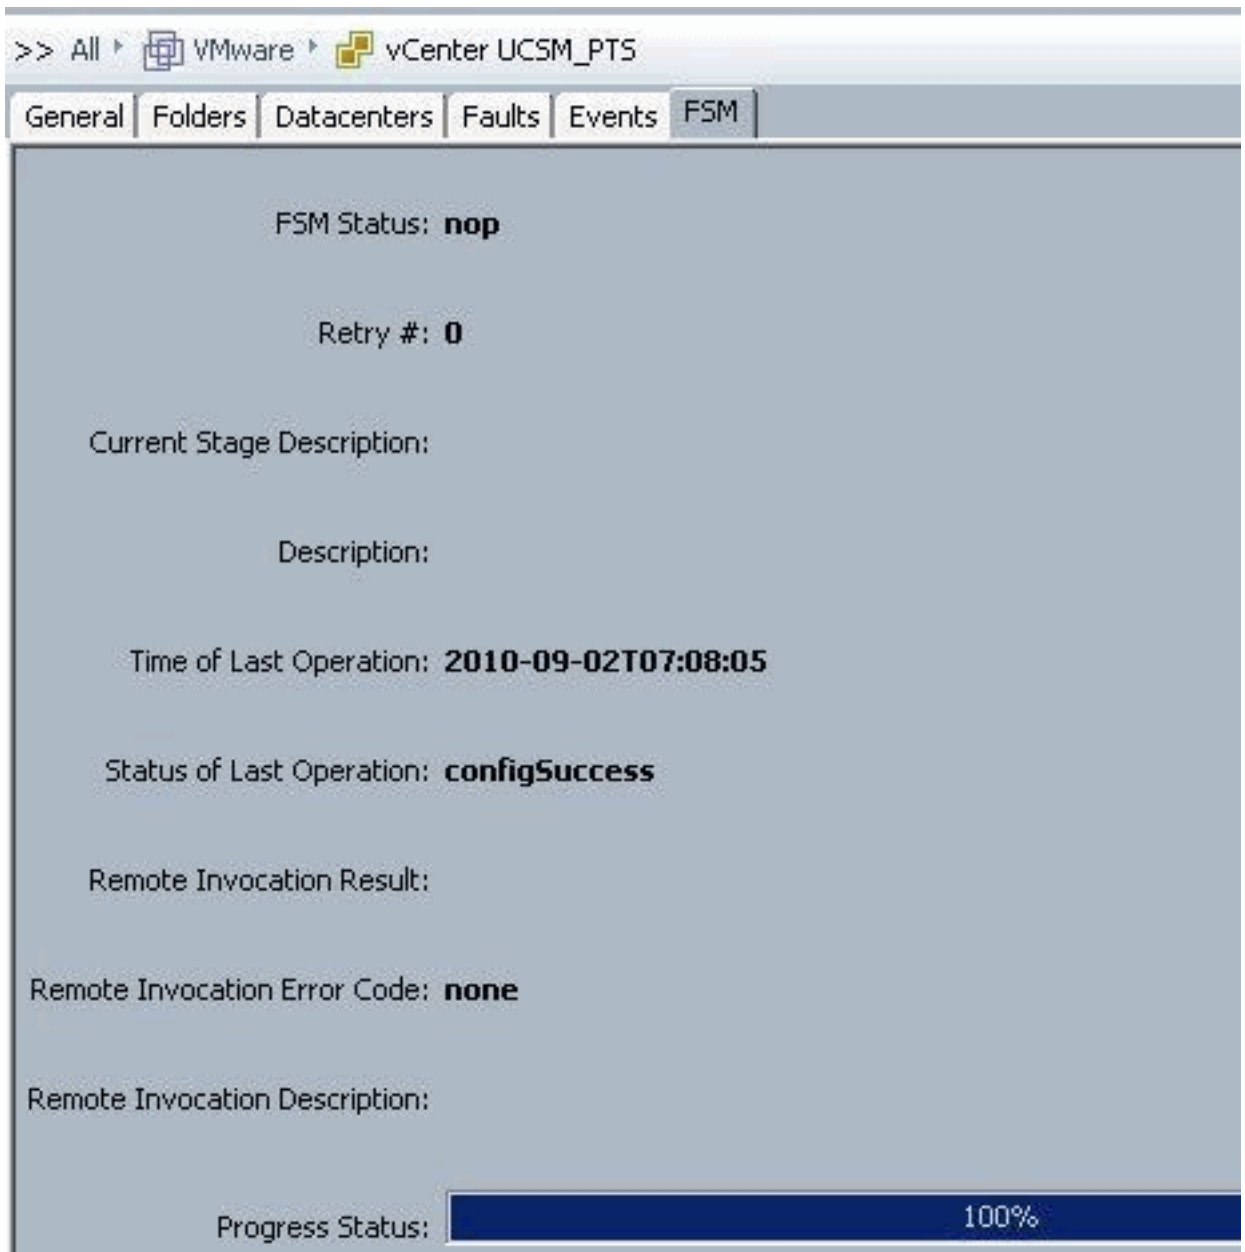 >> All VMware vCenter UCSM_PTS
General Folders Datacenters Faults Events FSM
FSM Status: nop
Retry #: 0
Current Stage Description:
Description:
Time of Last Operation: 2010-09-02T07:08:05
Status of Last Operation: configSuccess
Remote Invocation Result:
Remote Invocation Error Code: none
Remote Invocation Description:
Progress Status: 100%